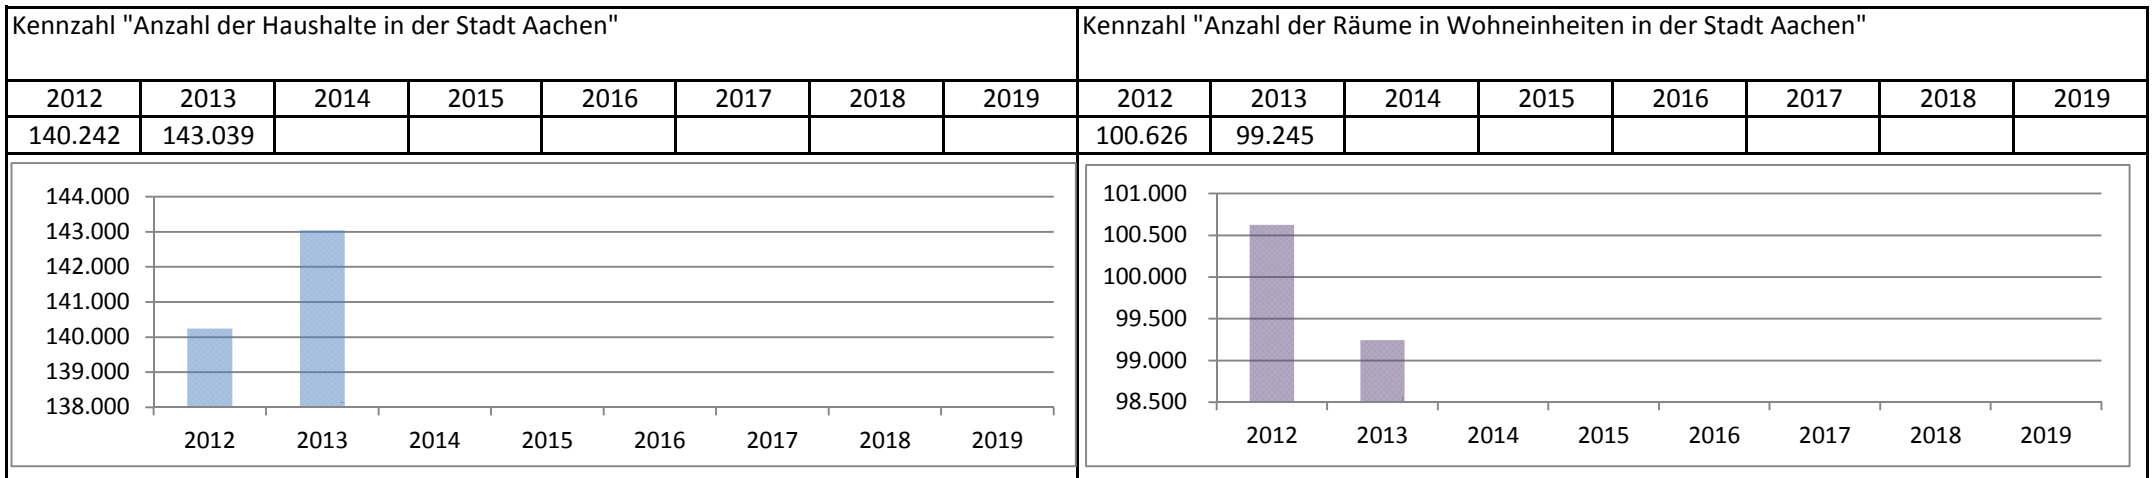 Kennzahl "Anzahl der Haushalte in der Stadt Aachen"
2012 2013 2014 2015 2016 2017 2018 2019
140.242 143.039
144.000
143.000
142.000
141.000
140.000
139.000
138.000
2012 2013 2014 2015 2016 2017 2018 2019
Kennzahl "Anzahl der Räume in Wohneinheiten in der Stadt Aachen"
2012 2013 2014 2015 2016 2017 2018 2019
100.626 99.245
101.000
100.500
100.000
99.500
99.000
98.500
2012 2013 2014 2015 2016 2017 2018 2019